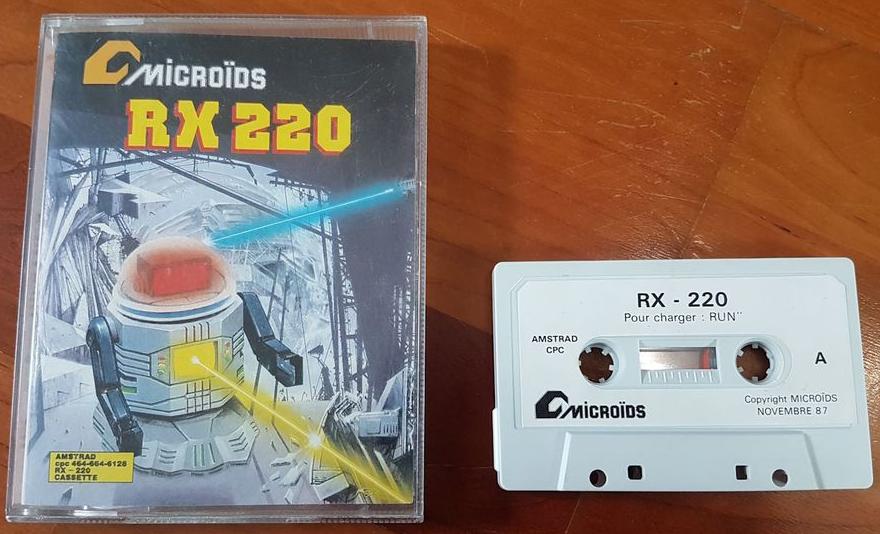 MICROÏDS
RX 220
AMSTRAD
cpc 464-664-6128
RX - 220
CASSETTE
RX - 220
Pour charger : RUN"
AMSTRAD
CPC
A
MICROÏDS
Copyright MICROÏDS
NOVEMBRE 87